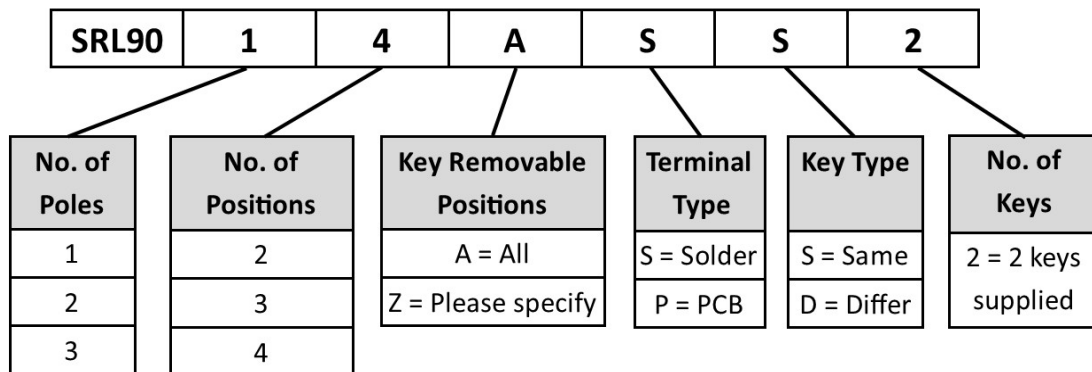 SRL90 1 4 A S S 2
No. of Poles
1
2
3
No. of Positions
2
3
4
Key Removable Positions
A = All
Z = Please specify
Terminal Type
S = Solder
P = PCB
Key Type
S = Same
D = Differ
No. of Keys
2 = 2 keys supplied